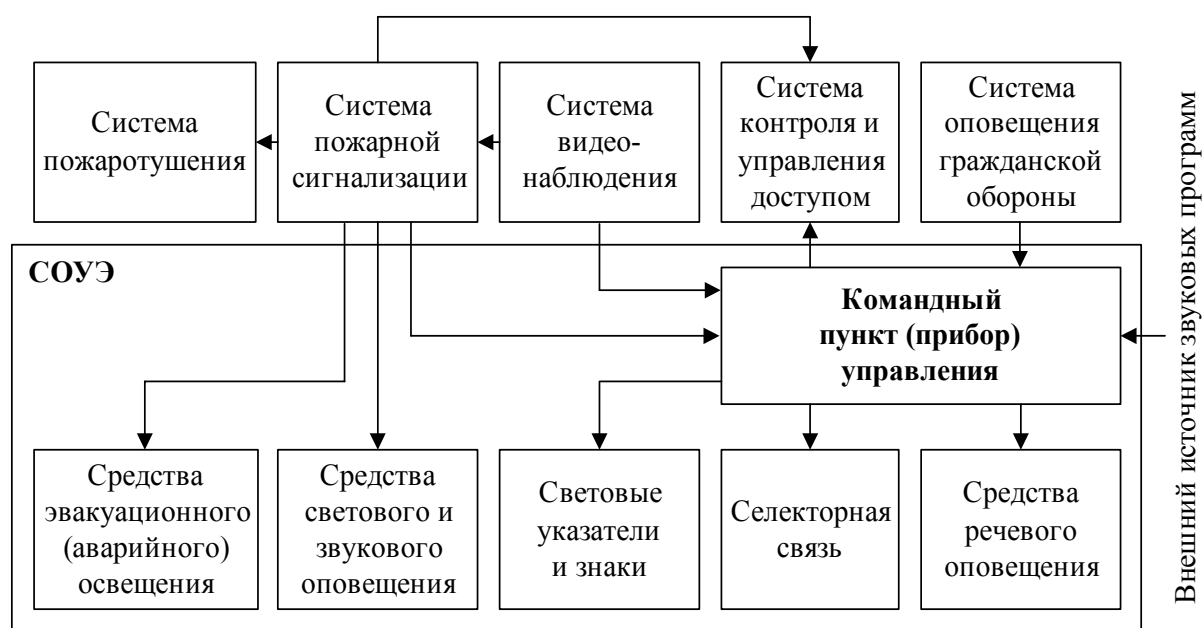 Система
пожаротушения
Система
пожарной
сигнализации
Система
видео-
наблюдения
Система
контроля и
управления
доступом
Система
оповещения
гражданской
обороны
Внешний источник звуковых программ
СОУЭ
Командный
пункт (прибор)
управления
Средства
эвакуационного
(аварийного)
освещения
Средства
светового и
звукового
оповещения
Световые
указатели
и знаки
Селекторная
связь
Средства
речевого
оповещения